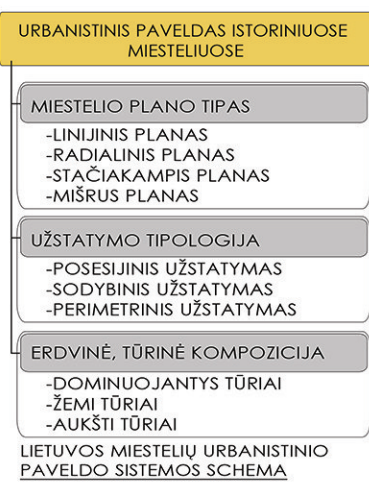 URBANISTINIS PAVELDAS ISTORINIUOSE
MIESTELIUOSE
MIESTELIO PLANO TIPAS
-LINIJINIS PLANAS
-RADIALINIS PLANAS
-STAČIAKAMPIS PLANAS
-MIŠRUS PLANAS
UŽSTATYMO TIPOLOGIJA
-POSESIJINIS UŽSTATYMAS
-SODYBINIS UŽSTATYMAS
-PERIMETRINIS UŽSTATYMAS
ERDVINĖ, TŪRINĖ KOMPOZICIJA
-DOMINUOJANTYS TŪRIAI
-ŽEMI TŪRIAI
-AUKŠTI TŪRIAI
LIETUVOS MIESTELIŲ URBANISTINIO
PAVELDO SISTEMOS SCHEMA